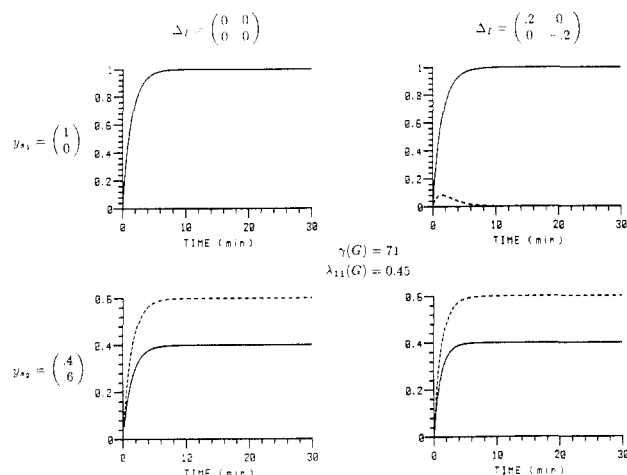 Δ_I = (0 0
0 0)
Δ_I = (.2 0
0 -.2)
y_{s_1} = (1
0)
1
0.8
0.6
0.4
0.2
0
0 10 20 30
TIME (min)
1
0.8
0.6
0.4
0.2
0
0 10 20 30
TIME (min)
γ(G) = 71
λ_{11}(G) = 0.45
y_{s_2} = (.4
.6)
0.6
0.4
0.2
0
0 10 20 30
TIME (min)
0.6
0.4
0.2
0
0 10 20 30
TIME (min)